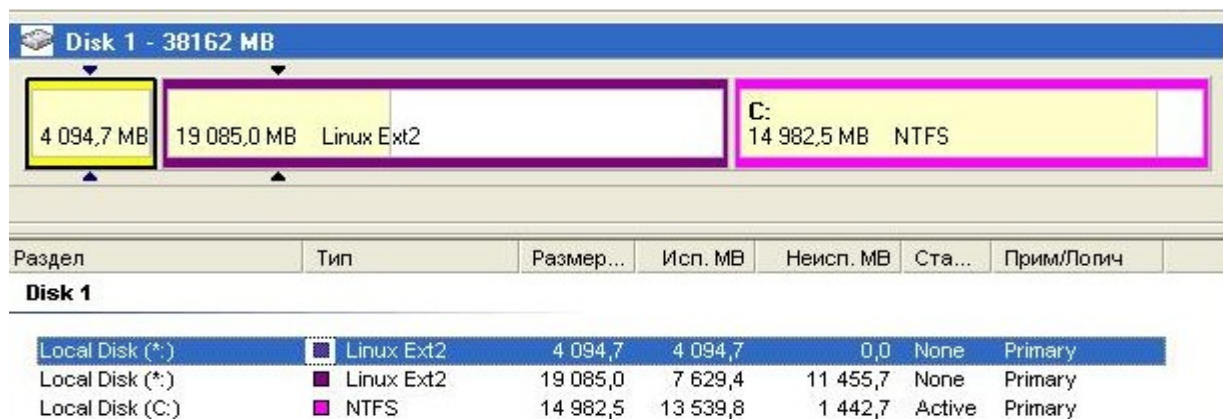 Disk 1 - 38162 MB
4 094,7 MB
19 085,0 MB Linux Ext2
C:
14 982,5 MB NTFS
Раздел Тип Размер... Исп. MB Неисп. MB Ста... Прим/Логич
Disk 1
Local Disk (*:) Linux Ext2 4 094,7 4 094,7 0,0 None Primary
Local Disk (*:) Linux Ext2 19 085,0 7 629,4 11 455,7 None Primary
Local Disk (C:) NTFS 14 982,5 13 539,8 1 442,7 Active Primary